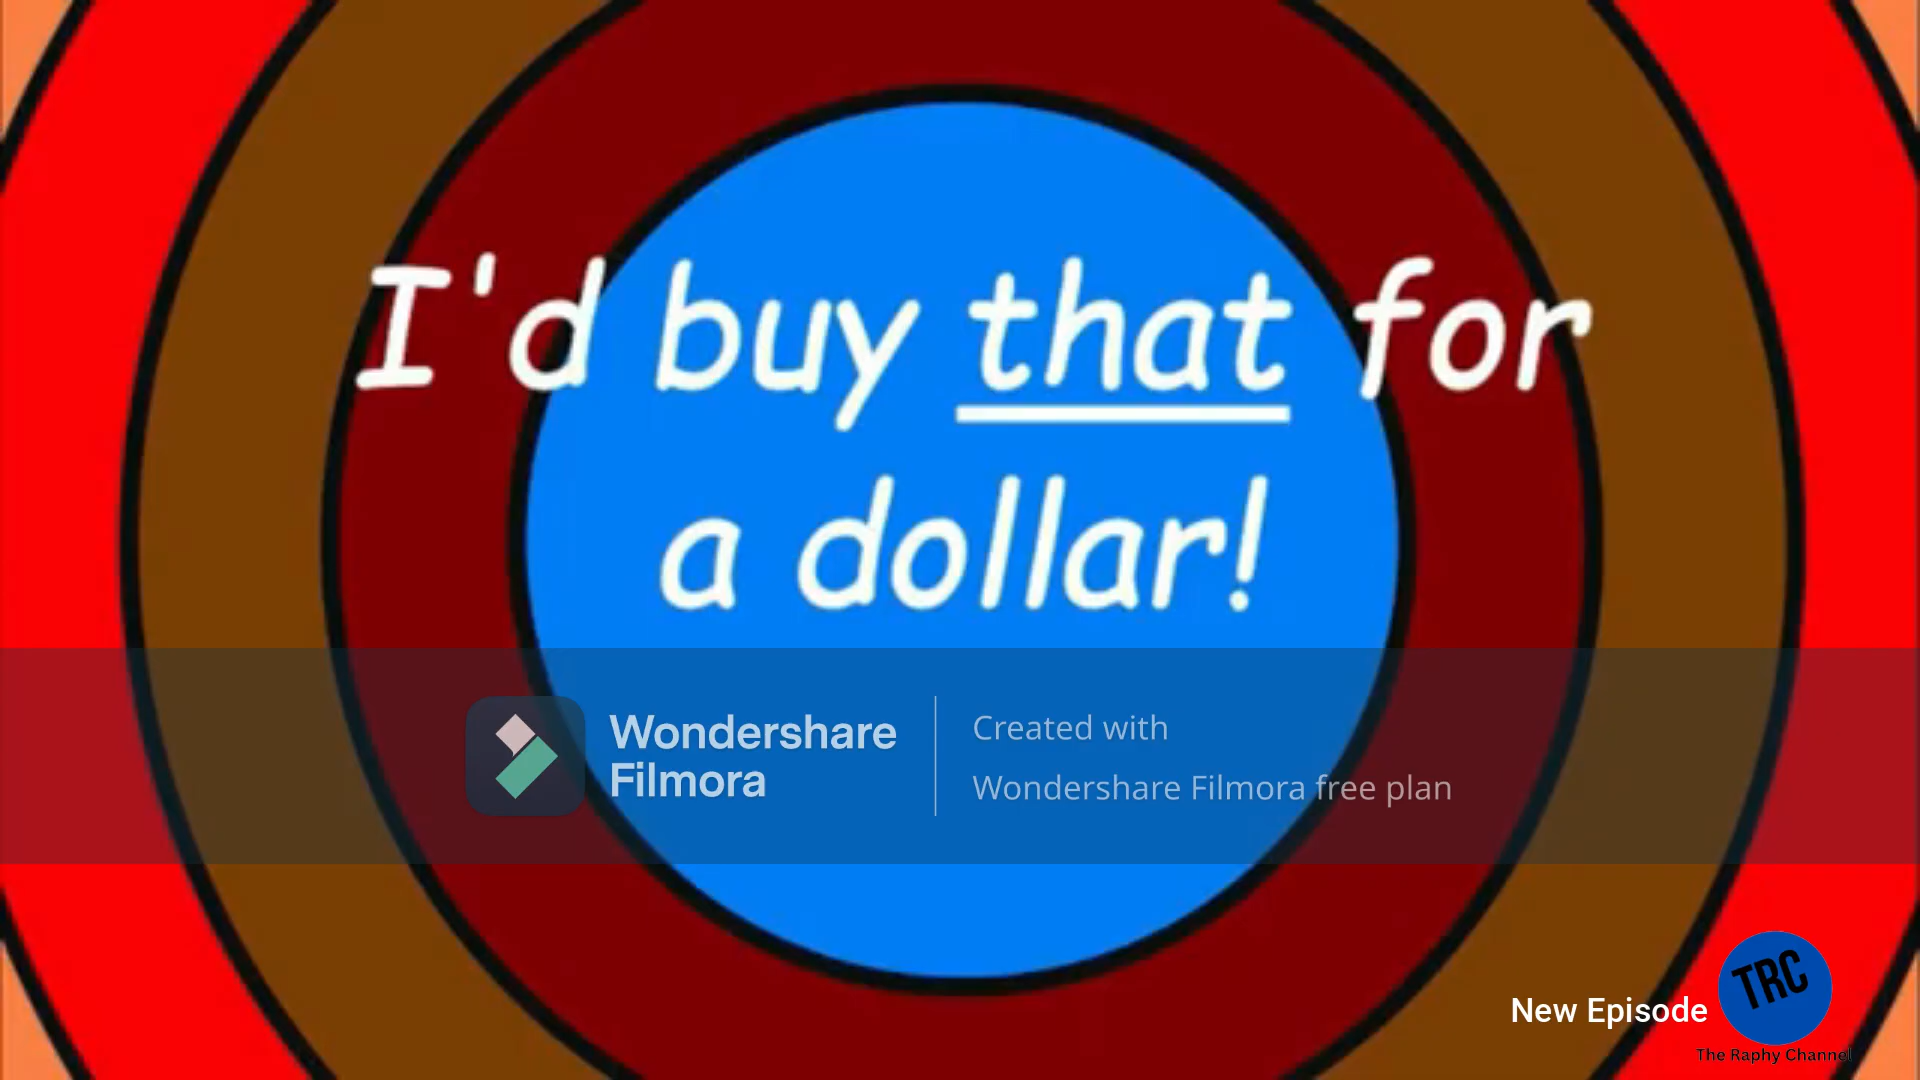 I'd buy that for
a dollar!
Wondershare
Filmora
Created with
Wondershare Filmora free plan
TRC
New Episode
The Raphy Channel